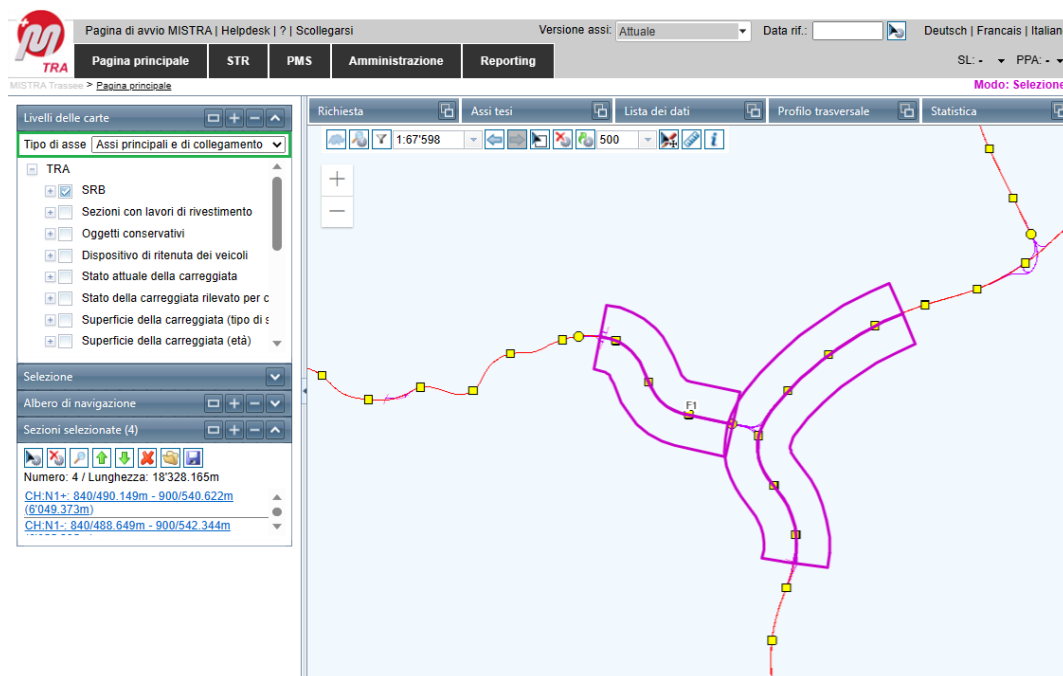 Pagina di avvio MISTRA | Helpdesk | ? | Scollegarsi
Versione assi: Attuale
Data rif.:
Deutsch | Francais | Italian
TRA
Pagina principale STR PMS Amministrazione Reporting
SL: - PPA: -
MISTRA Trassee > Pagina principale
Modo: Selezione
Livelli delle carte
Tipo di asse Assi principali e di collegamento
TRA
SRB
Sezioni con lavori di rivestimento
Oggetti conservativi
Dispositivo di ritenuta dei veicoli
Stato attuale della carreggiata
Stato della carreggiata rilevato per c
Superficie della carreggiata (tipo di s
Superficie della carreggiata (età)
Selezione
Albero di navigazione
Sezioni selezionate (4)
Numero: 4 / Lunghezza: 18'328.165m
CH:N1+: 840/490.149m - 900/540.622m
(6'049.373m)
CH:N1-: 840/488.649m - 900/542.344m
Richiesta Assi tesi Lista dei dati Profilo trasversale Statistica
1:67'598 500
+
−
F1